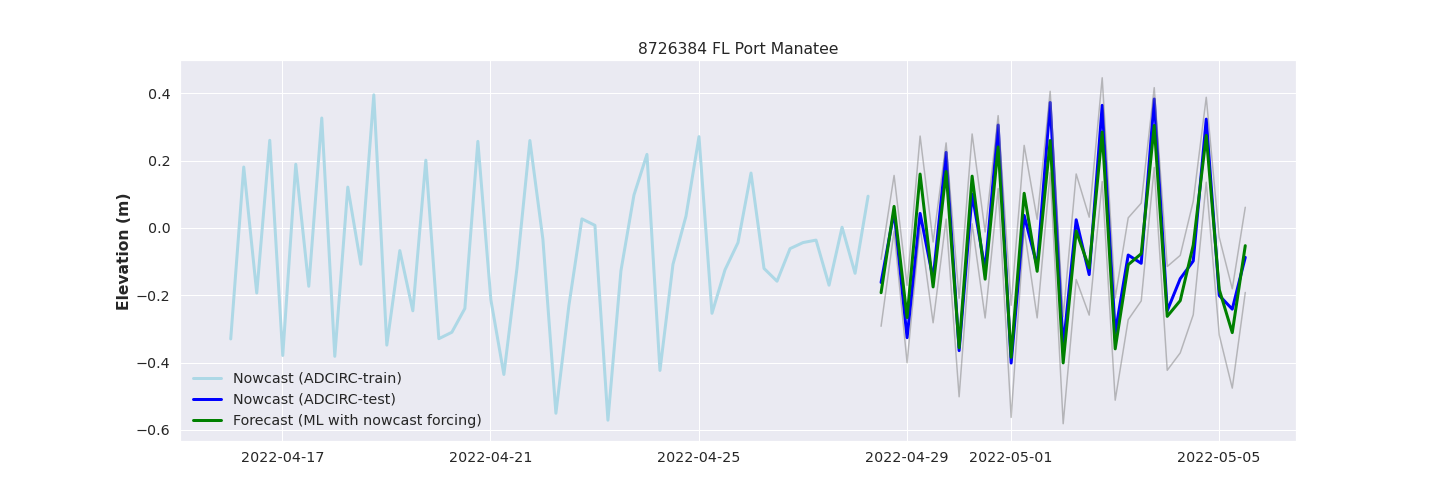 8726384 FL Port Manatee
Elevation (m)
0.4
0.2
0.0
−0.2
−0.4
−0.6
Nowcast (ADCIRC-train)
Nowcast (ADCIRC-test)
Forecast (ML with nowcast forcing)
2022-04-17 2022-04-21 2022-04-25 2022-04-29 2022-05-01 2022-05-05